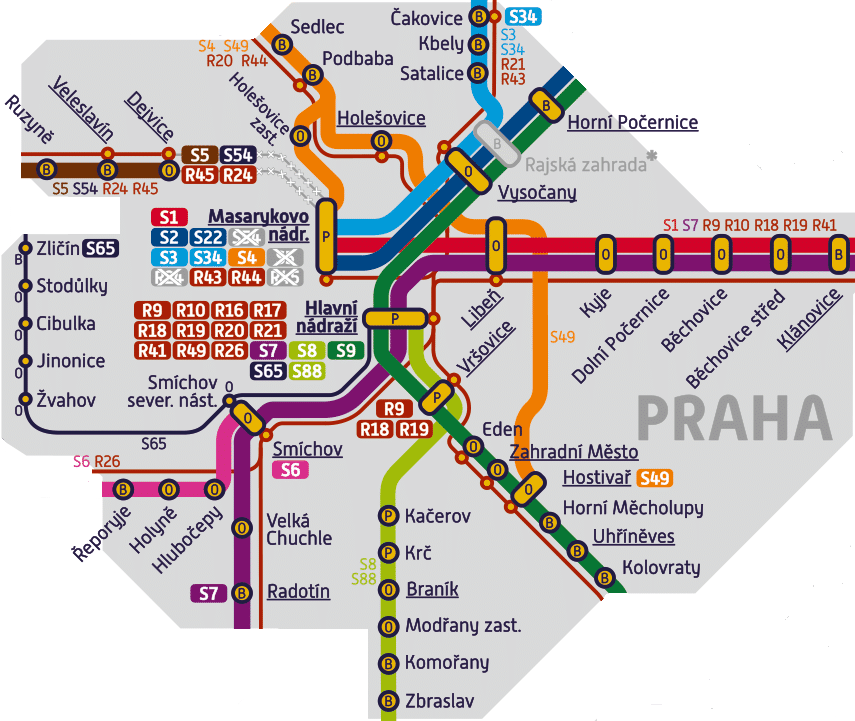 Čakovice
S34
Kbely
S3
S34
Satalice
R21
R43
Sedlec
S4 S49
R20 R44
Podbaba
Holešovice
zast.
Holešovice
Horní Počernice
Rajská zahrada*
Vysočany
Ruzyně
Veleslavín
Dejvice
S5 S54
R45 R24
S5 S54 R24 R45
S1
Masarykovo
nádr.
S2 S22 S54
S3 S34 S4 S5
R24 R43 R44 R45
S1 S7 R9 R10 R18 R19 R41
Libeň
Kyje
Dolní Počernice
Běchovice
Běchovice střed
Klánovice
Zličín S65
Stodůlky
Cibulka
Jinonice
Žvahov
S65
R9 R10 R16 R17
R18 R19 R20 R21
R41 R49 R26 S7 S8 S9
S65 S88
Hlavní
nádraží
Smíchov
sever. nást.
Vršovice
S49
R9
R18 R19
PRAHA
Smíchov
S6
S6 R26
Řeporyje
Holyně
Hlubočepy
Velká
Chuchle
S7
Radotín
Eden
Zahradní Město
Hostivař S49
Horní Měcholupy
Uhříněves
Kolovraty
Kačerov
Krč
S8
S88
Braník
Modřany zast.
Komořany
Zbraslav